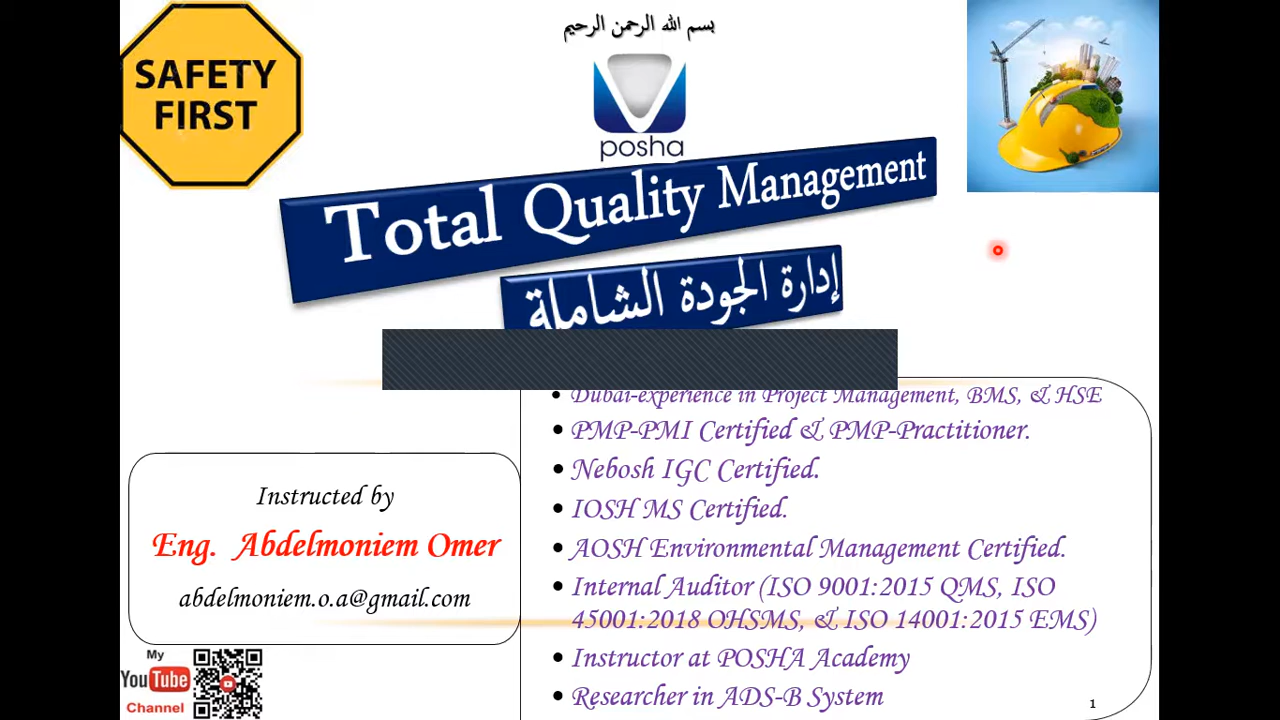 بسم الله الرحمن الرحيم
SAFETY
FIRST
posha
Total Quality Management
إدارة الجودة الشاملة
Instructed by
Eng. Abdelmoniem Omer
abdelmoniem.o.a@gmail.com
My
YouTube
Channel
• Dubai-experience in Project Management, BMS, & HSE
• PMP-PMI Certified & PMP-Practitioner.
• Nebosh IGC Certified.
• IOSH MS Certified.
• AOSH Environmental Management Certified.
• Internal Auditor (ISO 9001:2015 QMS, ISO
45001:2018 OHSMS, & ISO 14001:2015 EMS)
• Instructor at POSHA Academy
• Researcher in ADS-B System
1